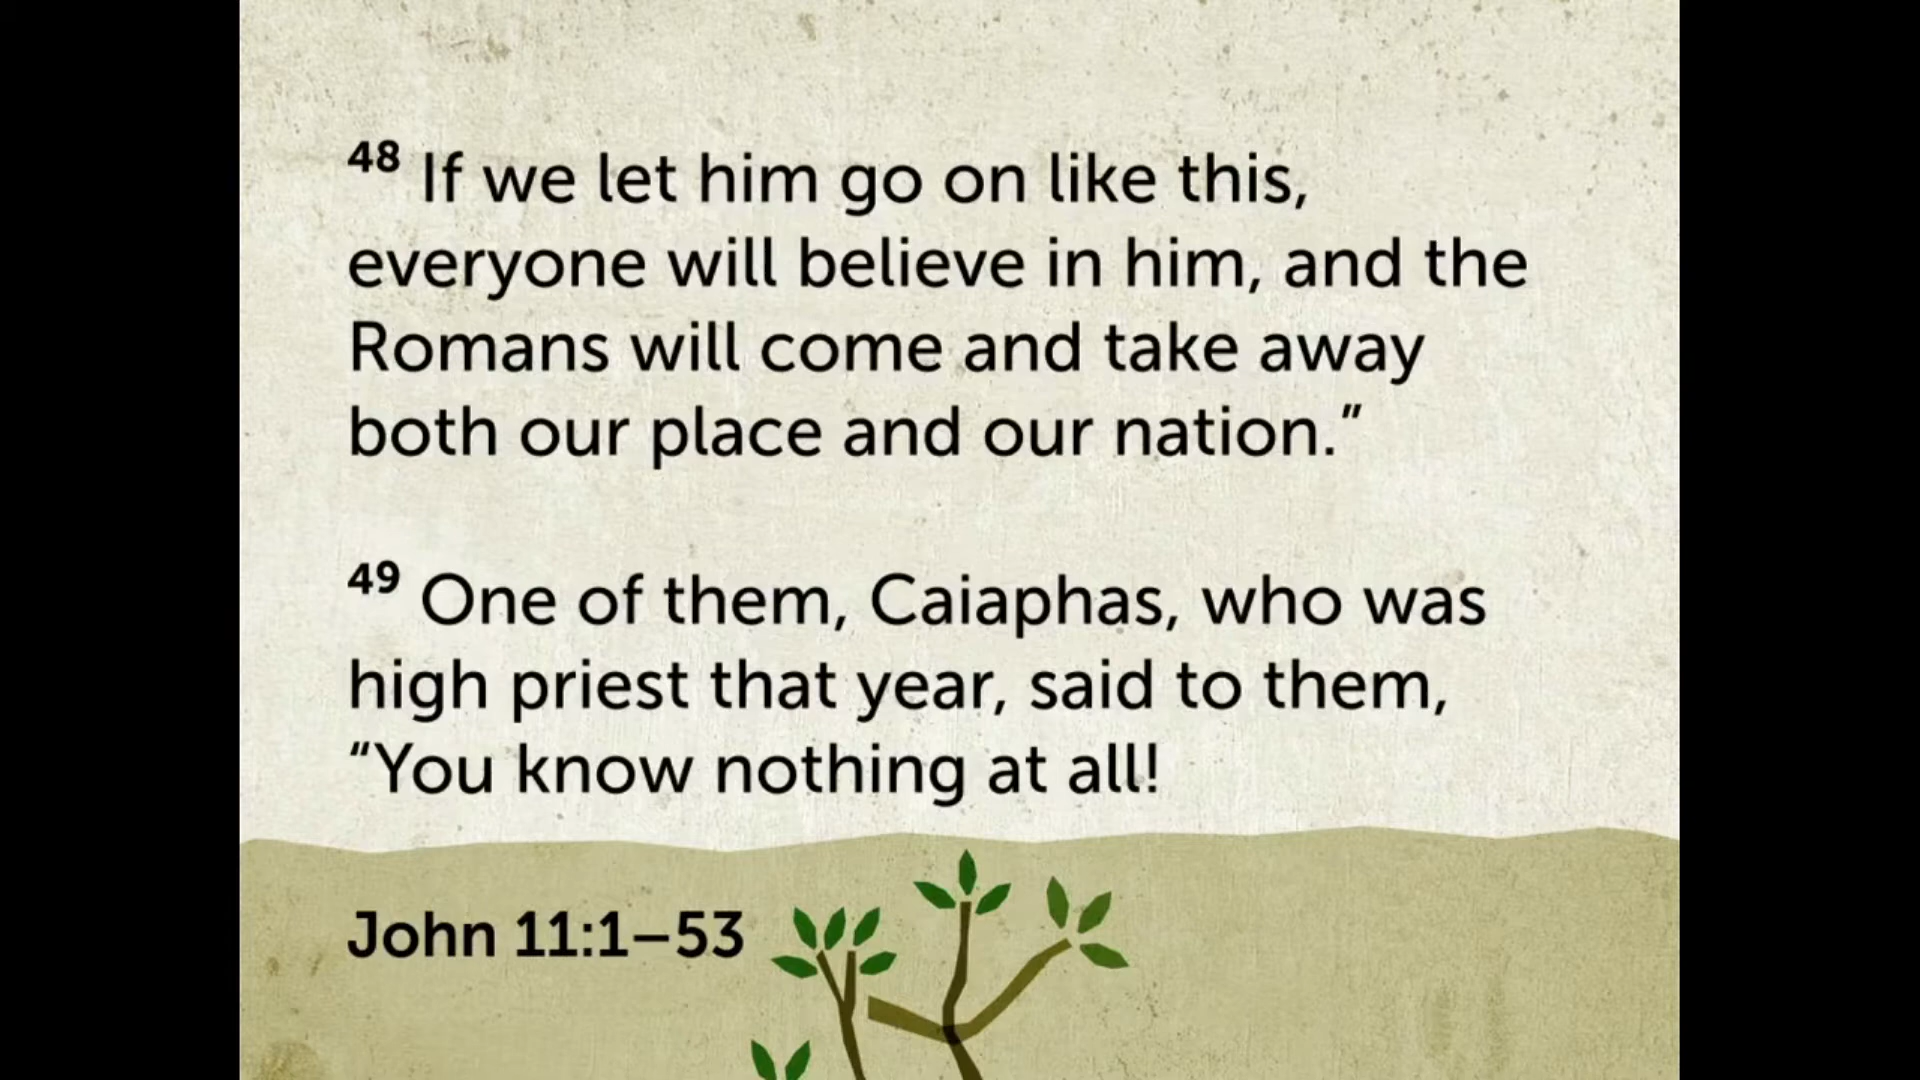 48 If we let him go on like this,
everyone will believe in him, and the
Romans will come and take away
both our place and our nation.”
49 One of them, Caiaphas, who was
high priest that year, said to them,
“You know nothing at all!
John 11:1–53